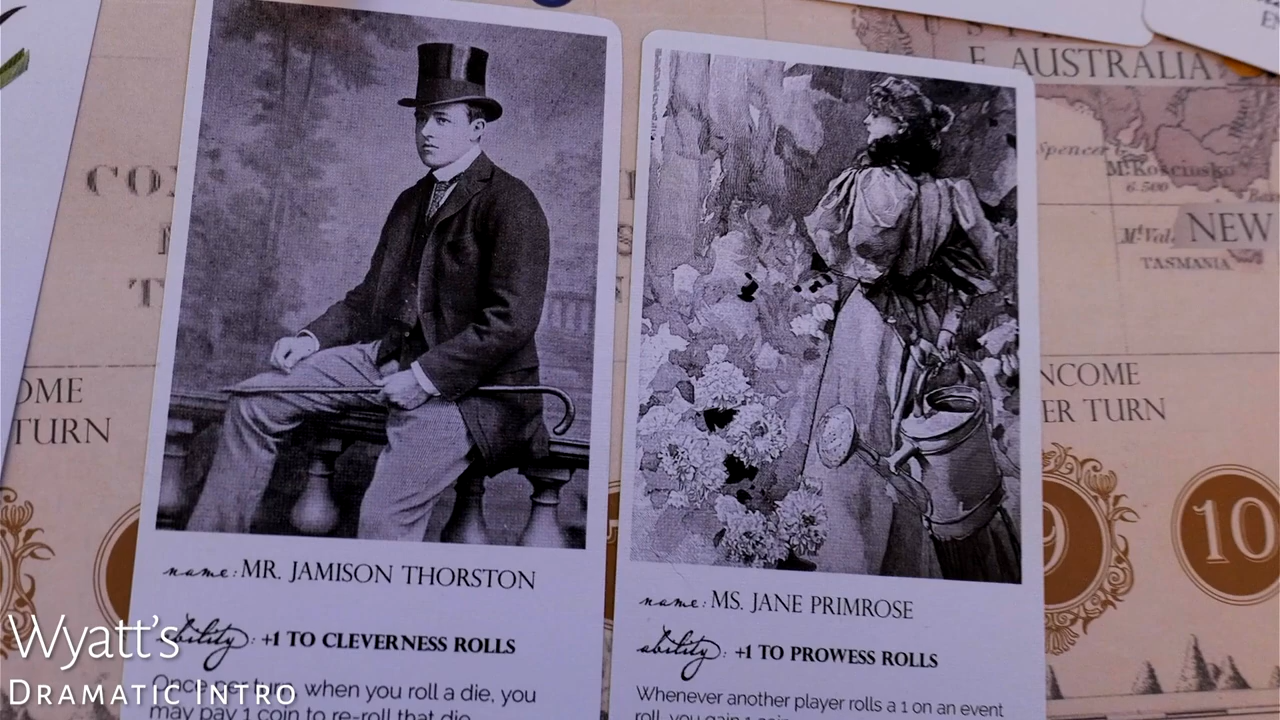 E. AUSTRALIA
Spencer
Mt. Kosciusko
6.500
NEW
TASMANIA
TURN
NCOME
ER TURN
9
10
name: MR. JAMISON THORSTON
ability: +1 TO CLEVERNESS ROLLS
Once per turn, when you roll a die, you
may pay 1 coin to re-roll that die
name: MS. JANE PRIMROSE
ability: +1 TO PROWESS ROLLS
Whenever another player rolls a 1 on an event
roll, you gain 1 coin
Wyatt's
DRAMATIC INTRO